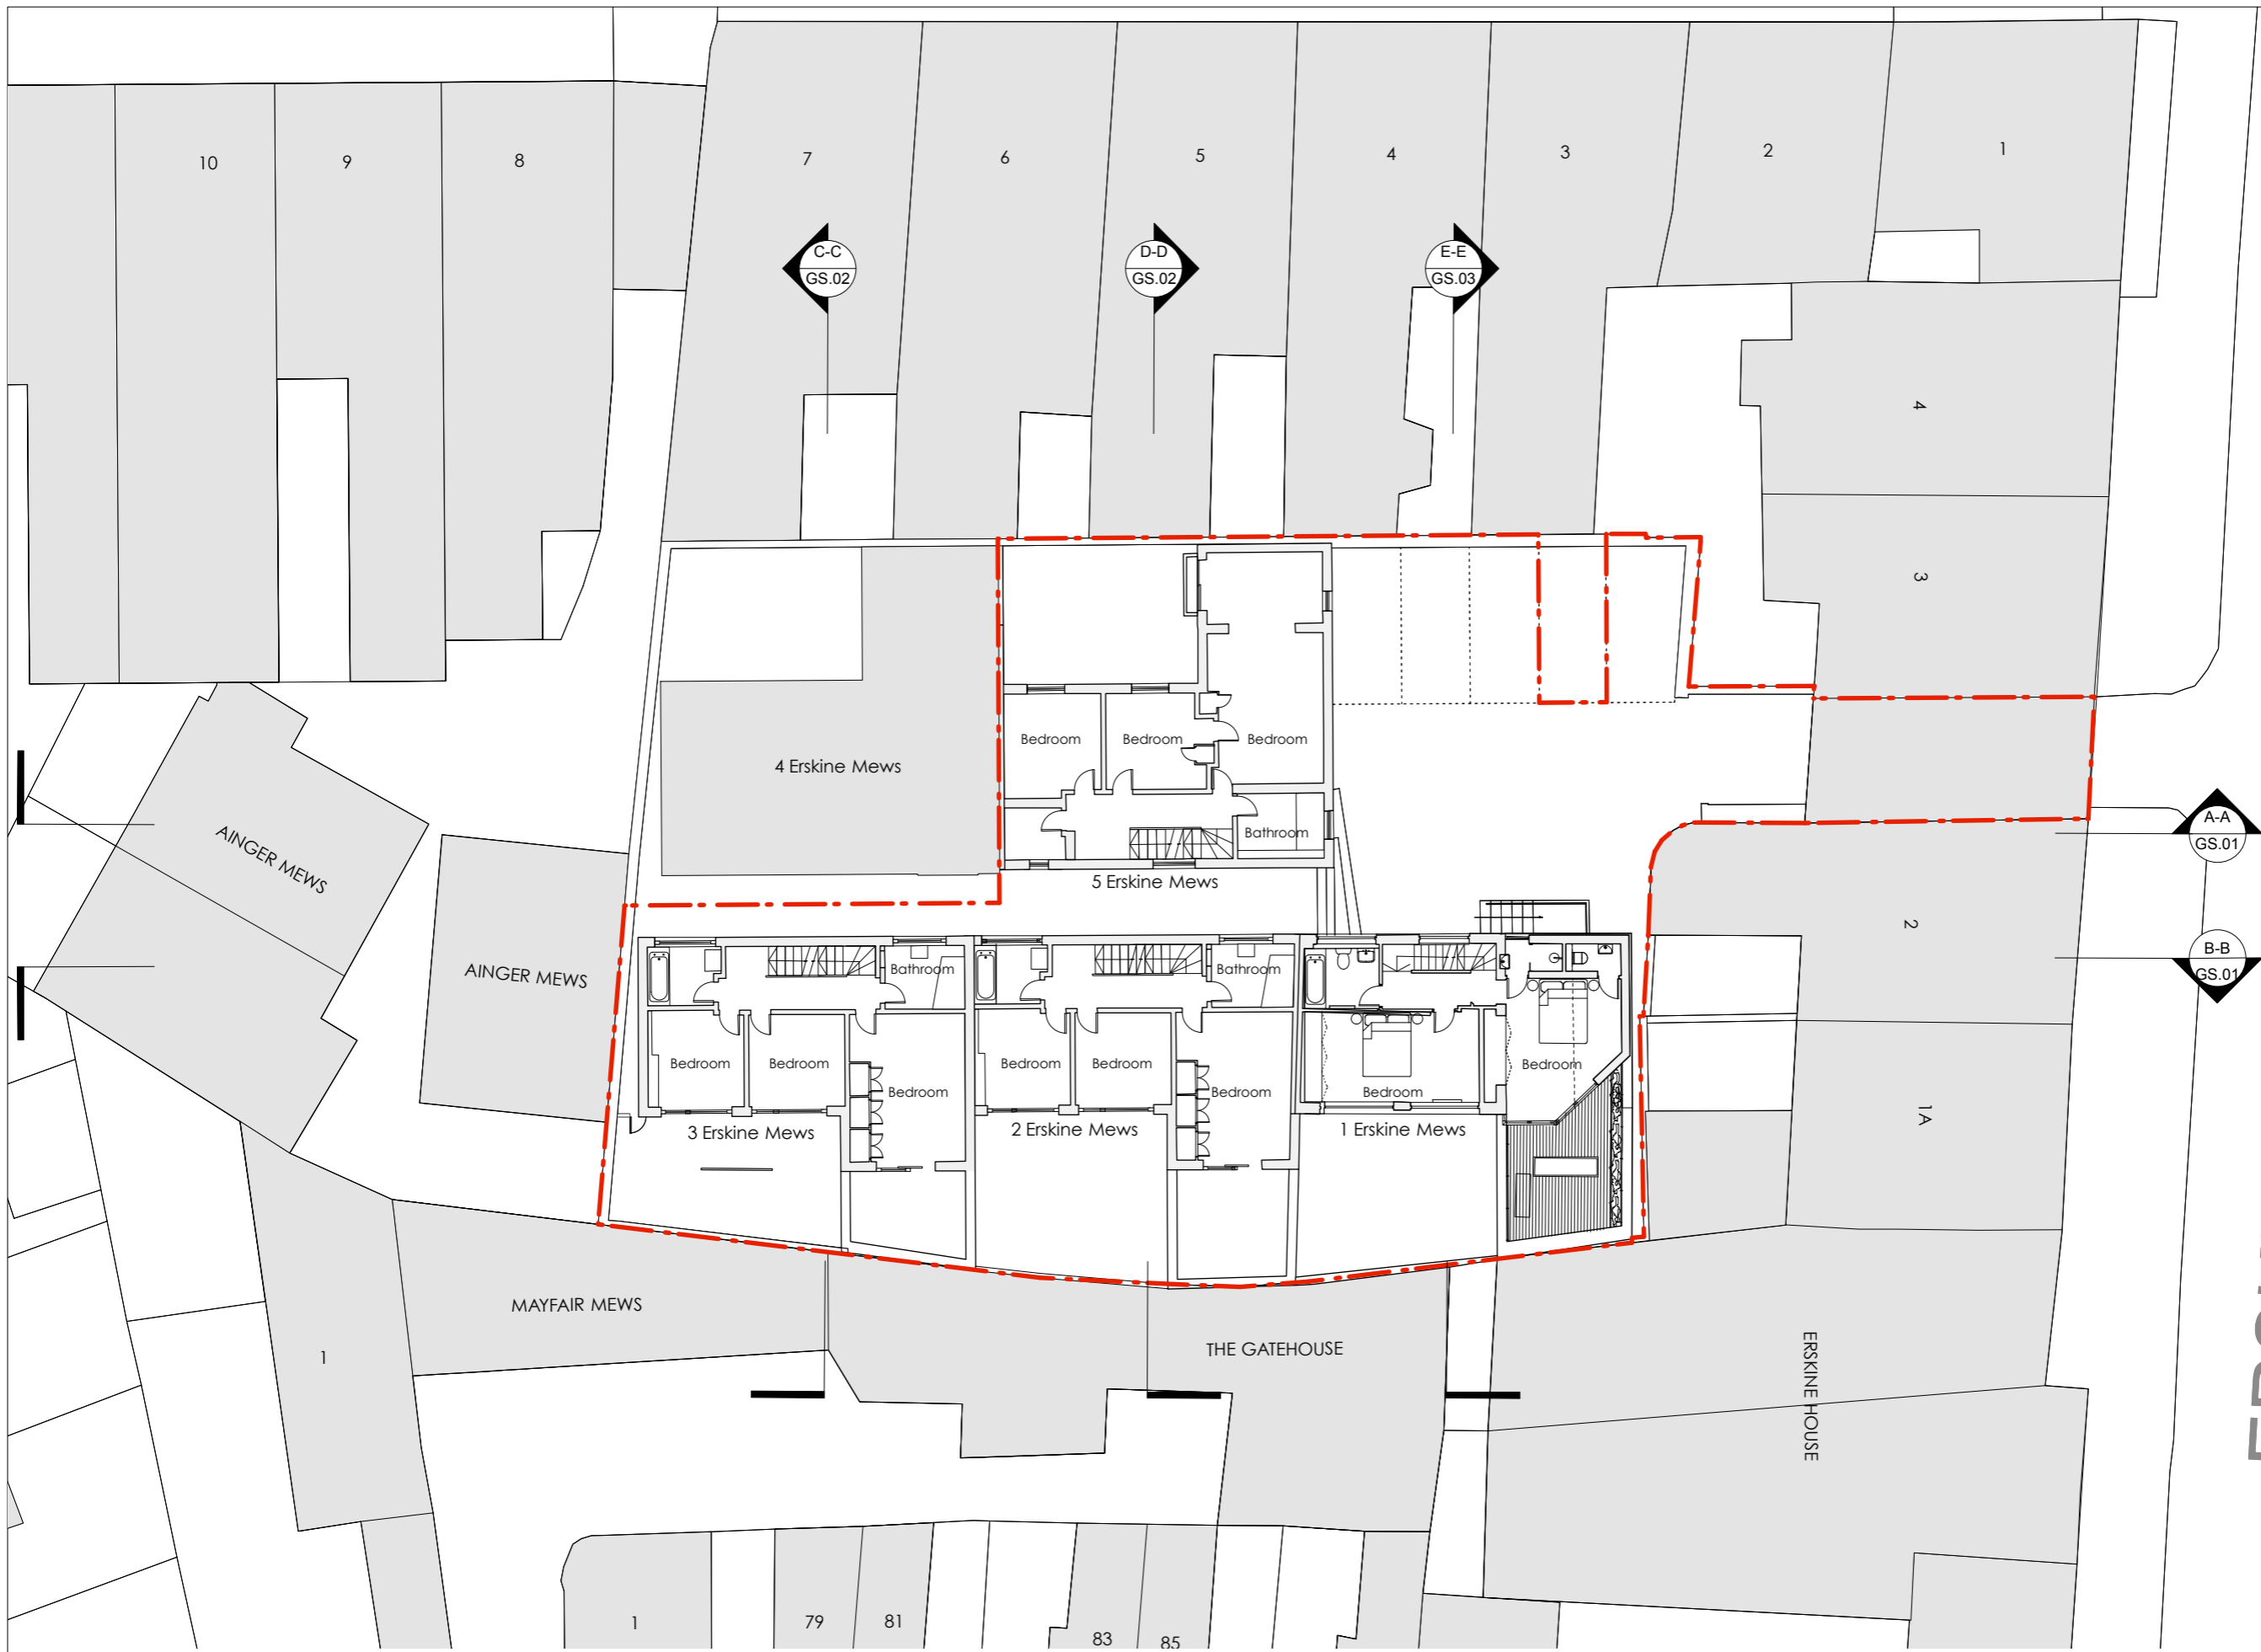 10
9
8
7
6
5
4
3
2
1
C-C
GS.02
D-D
GS.02
E-E
GS.03
4
3
Bedroom
Bedroom
Bedroom
4 Erskine Mews
Bathroom
5 Erskine Mews
A-A
GS.01
AINGER MEWS
AINGER MEWS
2
B-B
GS.01
Bathroom
Bathroom
Bedroom
Bedroom
Bedroom
Bedroom
Bedroom
Bedroom
Bedroom
Bedroom
3 Erskine Mews
2 Erskine Mews
1 Erskine Mews
1A
MAYFAIR MEWS
THE GATEHOUSE
ERSKINE HOUSE
1
1
79
81
83
85